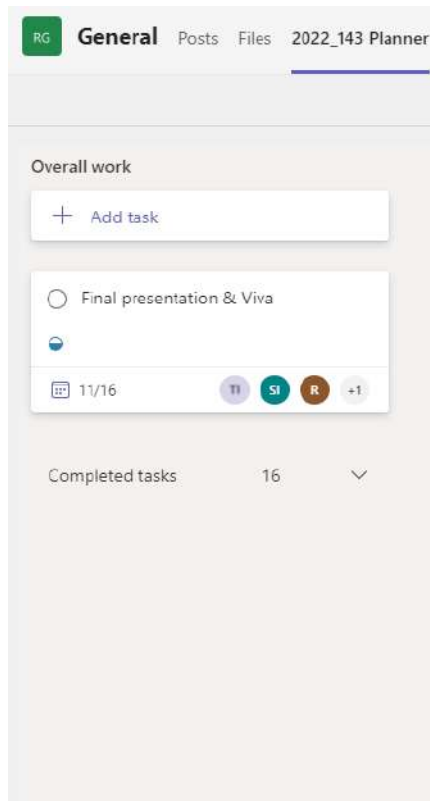 RG General Posts Files 2022_143 Planner
Overall work
+ Add task
Final presentation & Viva
11/16 TI SI R +1
Completed tasks 16